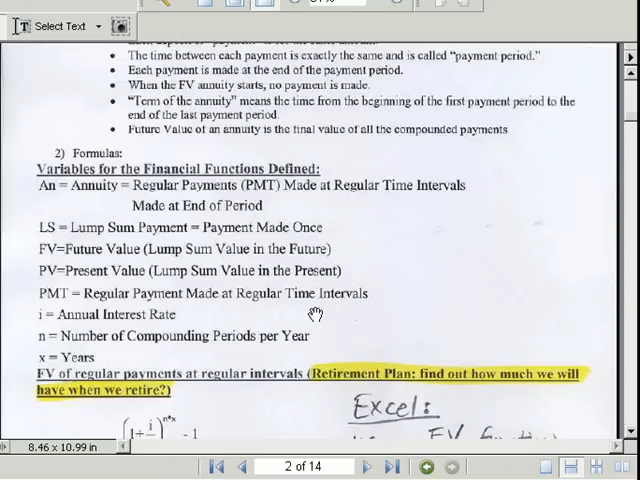 Select Text
The time between each payment is exactly the same and is called "payment period."
Each payment is made at the end of the payment period.
When the FV annuity starts, no payment is made.
"Term of the annuity" means the time from the beginning of the first payment period to the
end of the last payment period.
Future Value of an annuity is the final value of all the compounded payments
2) Formulas:
Variables for the Financial Functions Defined:
An = Annuity = Regular Payments (PMT) Made at Regular Time Intervals
Made at End of Period
LS = Lump Sum Payment = Payment Made Once
FV=Future Value (Lump Sum Value in the Future)
PV=Present Value (Lump Sum Value in the Present)
PMT = Regular Payment Made at Regular Time Intervals
i = Annual Interest Rate
n = Number of Compounding Periods per Year
x = Years
FV of regular payments at regular intervals (Retirement Plan: find out how much we will
have when we retire?)
Excel:
(1+i)^n*x - 1
FV
8.46 x 10.99 in
2 of 14